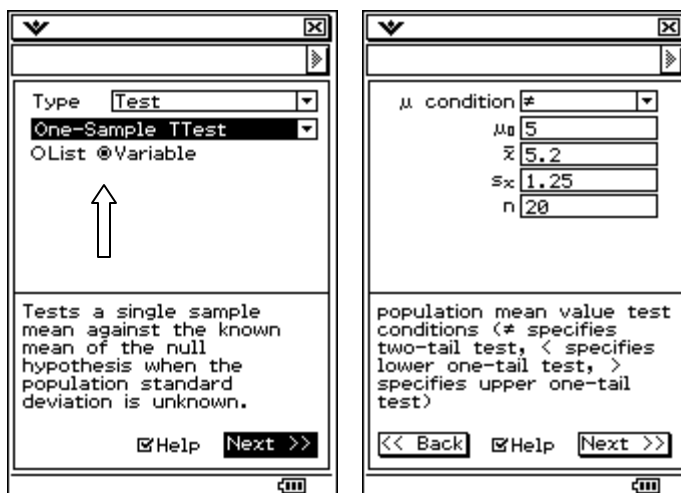 Type Test
One-Sample TTest
List Variable
Tests a single sample
mean against the known
mean of the null
hypothesis when the
population standard
deviation is unknown.
Help Next >>
μ condition ≠
μ₀ 5
x̄ 5.2
sx 1.25
n 20
population mean value test
conditions (≠ specifies
two-tail test, < specifies
lower one-tail test, >
specifies upper one-tail
test)
<< Back Help Next >>